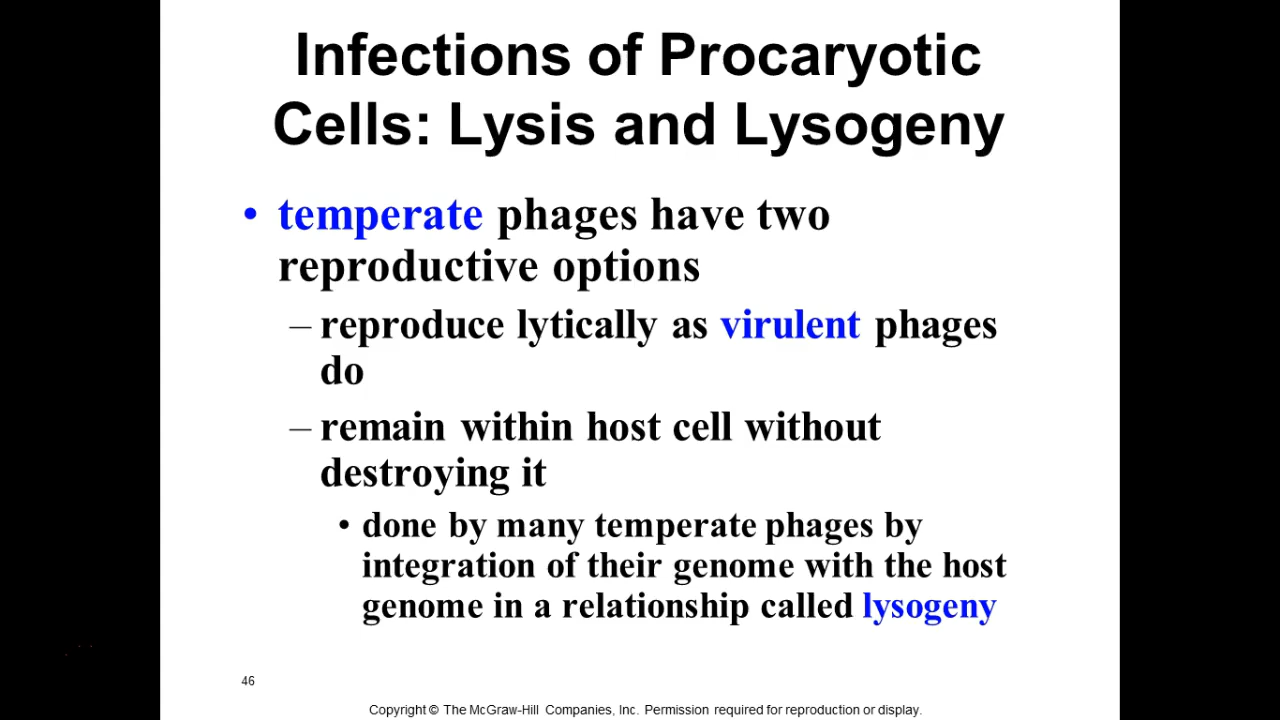 Infections of Procaryotic
Cells: Lysis and Lysogeny
• temperate phages have two
reproductive options
– reproduce lytically as virulent phages
do
– remain within host cell without
destroying it
• done by many temperate phages by
integration of their genome with the host
genome in a relationship called lysogeny
46
Copyright © The McGraw-Hill Companies, Inc. Permission required for reproduction or display.